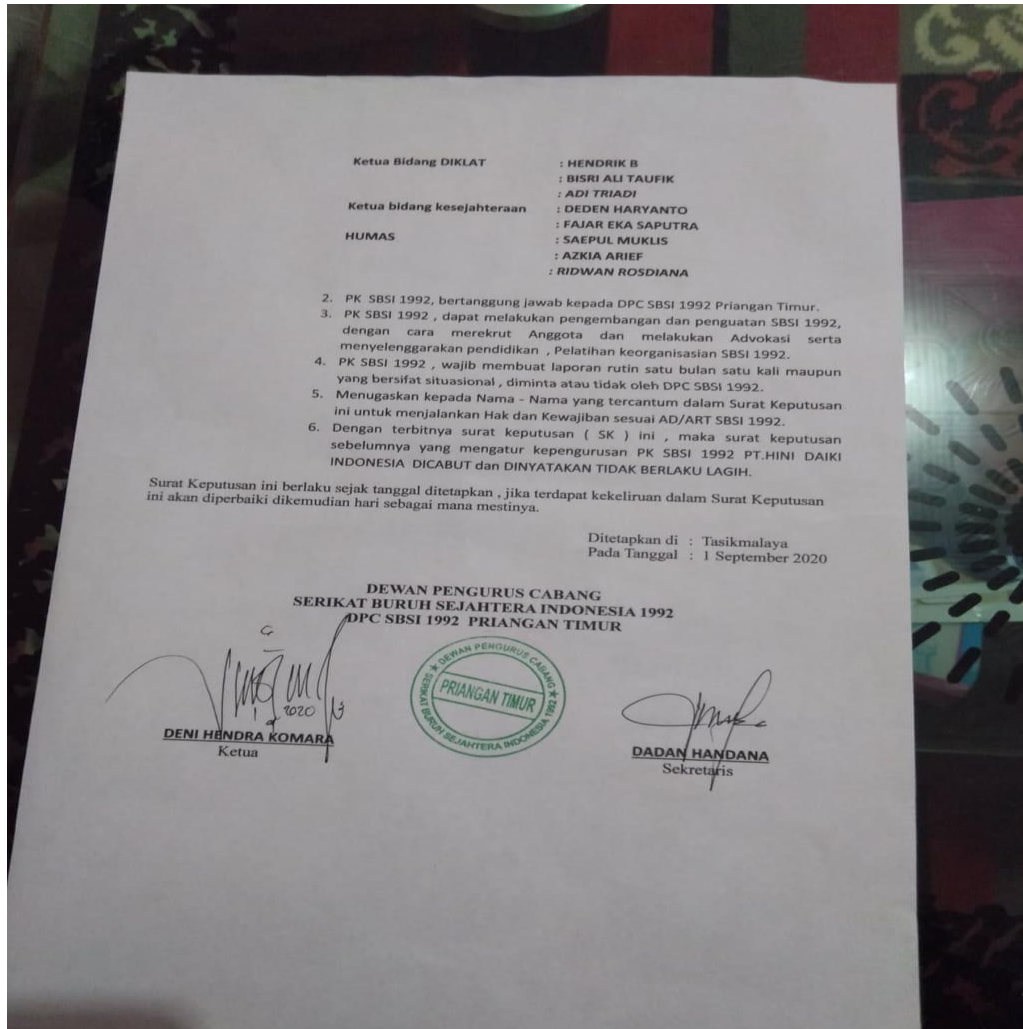 Ketua Bidang DIKLAT : HENDRIK B
: BISRI ALI TAUFIK
: ADI TRIADI
Ketua bidang kesejahteraan : DEDEN HARYANTO
: FAJAR EKA SAPUTRA
HUMAS : SAEPUL MUKLIS
: AZKIA ARIEF
: RIDWAN ROSDIANA
2. PK SBSI 1992, bertanggung jawab kepada DPC SBSI 1992 Priangan Timur.
3. PK SBSI 1992 , dapat melakukan pengembangan dan penguatan SBSI 1992,
dengan cara merekrut Anggota dan melakukan Advokasi serta
menyelenggarakan pendidikan , Pelatihan keorganisasian SBSI 1992.
4. PK SBSI 1992 , wajib membuat laporan rutin satu bulan satu kali maupun
yang bersifat situasional , diminta atau tidak oleh DPC SBSI 1992.
5. Menugaskan kepada Nama - Nama yang tercantum dalam Surat Keputusan
ini untuk menjalankan Hak dan Kewajiban sesuai AD/ART SBSI 1992.
6. Dengan terbitnya surat keputusan ( SK ) ini , maka surat keputusan
sebelumnya yang mengatur kepengurusan PK SBSI 1992 PT.HINI DAIKI
INDONESIA DICABUT dan DINYATAKAN TIDAK BERLAKU LAGIH.
Surat Keputusan ini berlaku sejak tanggal ditetapkan , jika terdapat kekeliruan dalam Surat Keputusan
ini akan diperbaiki dikemudian hari sebagai mana mestinya.
Ditetapkan di : Tasikmalaya
Pada Tanggal : 1 September 2020
DEWAN PENGURUS CABANG
SERIKAT BURUH SEJAHTERA INDONESIA 1992
DPC SBSI 1992 PRIANGAN TIMUR
★ DEWAN PENGURUS CABANG ★
PRIANGAN TIMUR
SERIKAT BURUH SEJAHTERA INDONESIA 1992
2020
DENI HENDRA KOMARA
Ketua
DADAN HANDANA
Sekretaris